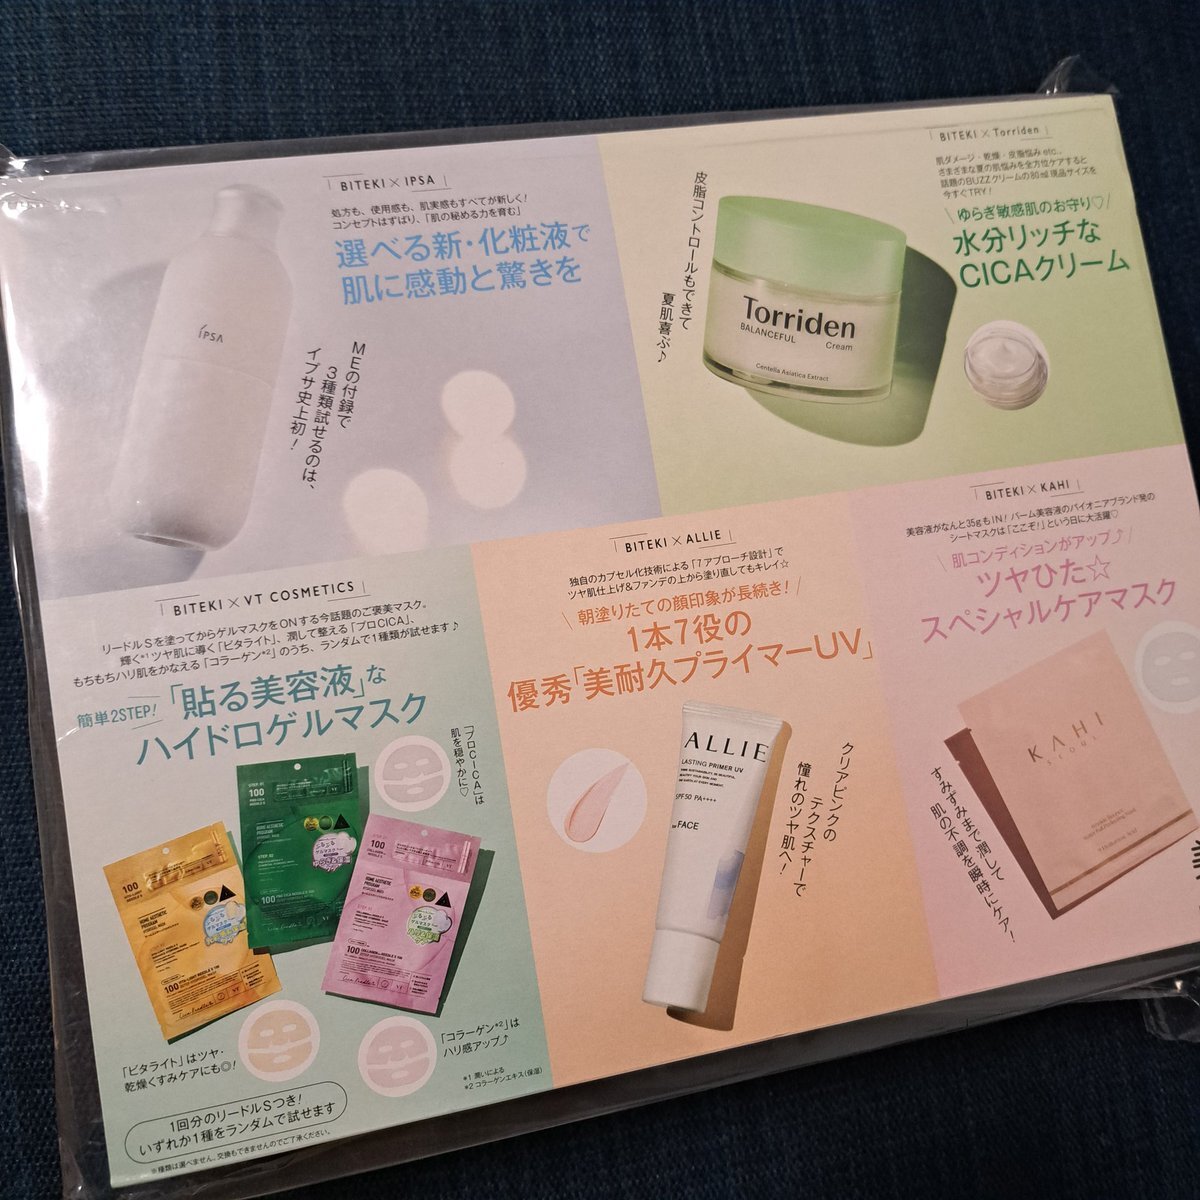 BITEKI × IPSA
処方も、使用感も、肌実感もすべてが新しく!
コンセプトはずばり、「肌の秘める力を育む」
選べる新・化粧液で
肌に感動と驚きを
IPSA
MEの付録で
3種類試せるのは、
イプサ史上初!
BITEKI × Torriden
肌ダメージ・乾燥・皮脂悩み etc..
さまざまな夏の肌悩みを全方位ケアすると
話題のBUZZクリームの80ml 現品サイズを
今すぐTRY!
ゆらぎ敏感肌のお守り♡
水分リッチな
CICAクリーム
皮脂コントロールもできて
夏肌喜ぶ♪
Torriden
BALANCEFUL
Cream
Centella Asiatica Extract
BITEKI × VT COSMETICS
リードルSを塗ってからゲルマスクをONする今話題のご褒美マスク。
輝く*1ツヤ肌に導く「ビタライト」、潤して整える「プロCICA」、
もちもちハリ肌をかなえる「コラーゲン*2」のうち、ランダムで1種類が試せます♪
簡単2STEP!
「貼る美容液」な
ハイドロゲルマスク
「プロCICA」は
肌を穏やかに♡
「ビタライト」はツヤ・
乾燥くすみケアにも◎!
「コラーゲン*2」は
ハリ感アップ⤴
*1 潤いによる
*2 コラーゲンエキス(保湿)
1回分のリードルSつき!
いずれか1種をランダムで試せます
※種類は選べません。交換もできませんのでご了承ください。
BITEKI × ALLIE
独自のカプセル化技術による「7アプローチ設計」で
ツヤ肌仕上げ&ファンデの上から塗り直してもキレイ☆
朝塗りたての顔印象が長続き!
1本7役の
優秀「美耐久プライマーUV」
ALLIE
LASTING PRIMER UV
SPF50 PA++++
FACE
クリアピンクの
テクスチャーで
憧れのツヤ肌へ!
BITEKI × KAHI
美容液がなんと35gもIN! バーム美容液のパイオニアブランド発の
シートマスクは「ここぞ!」という日に大活躍♡
肌コンディションがアップ⤴
ツヤひた☆
スペシャルケアマスク
KAHI
SEOUL
すみずみまで潤して
肌の不調を瞬時にケア!